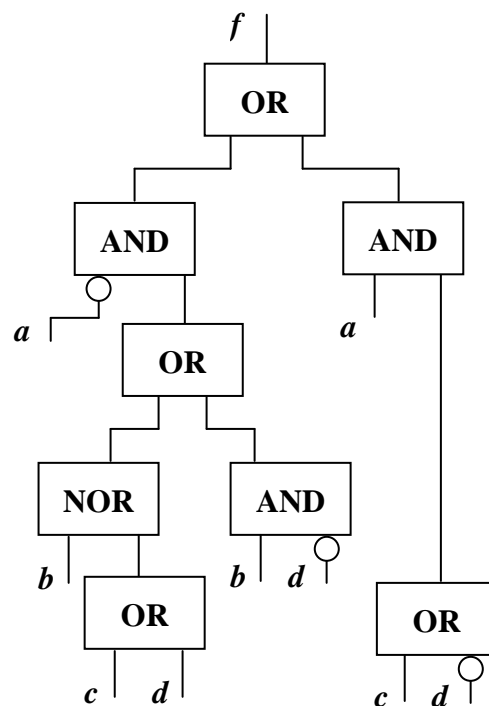 f
OR
AND AND
a a
OR
NOR AND
b b d
OR OR
c d c d